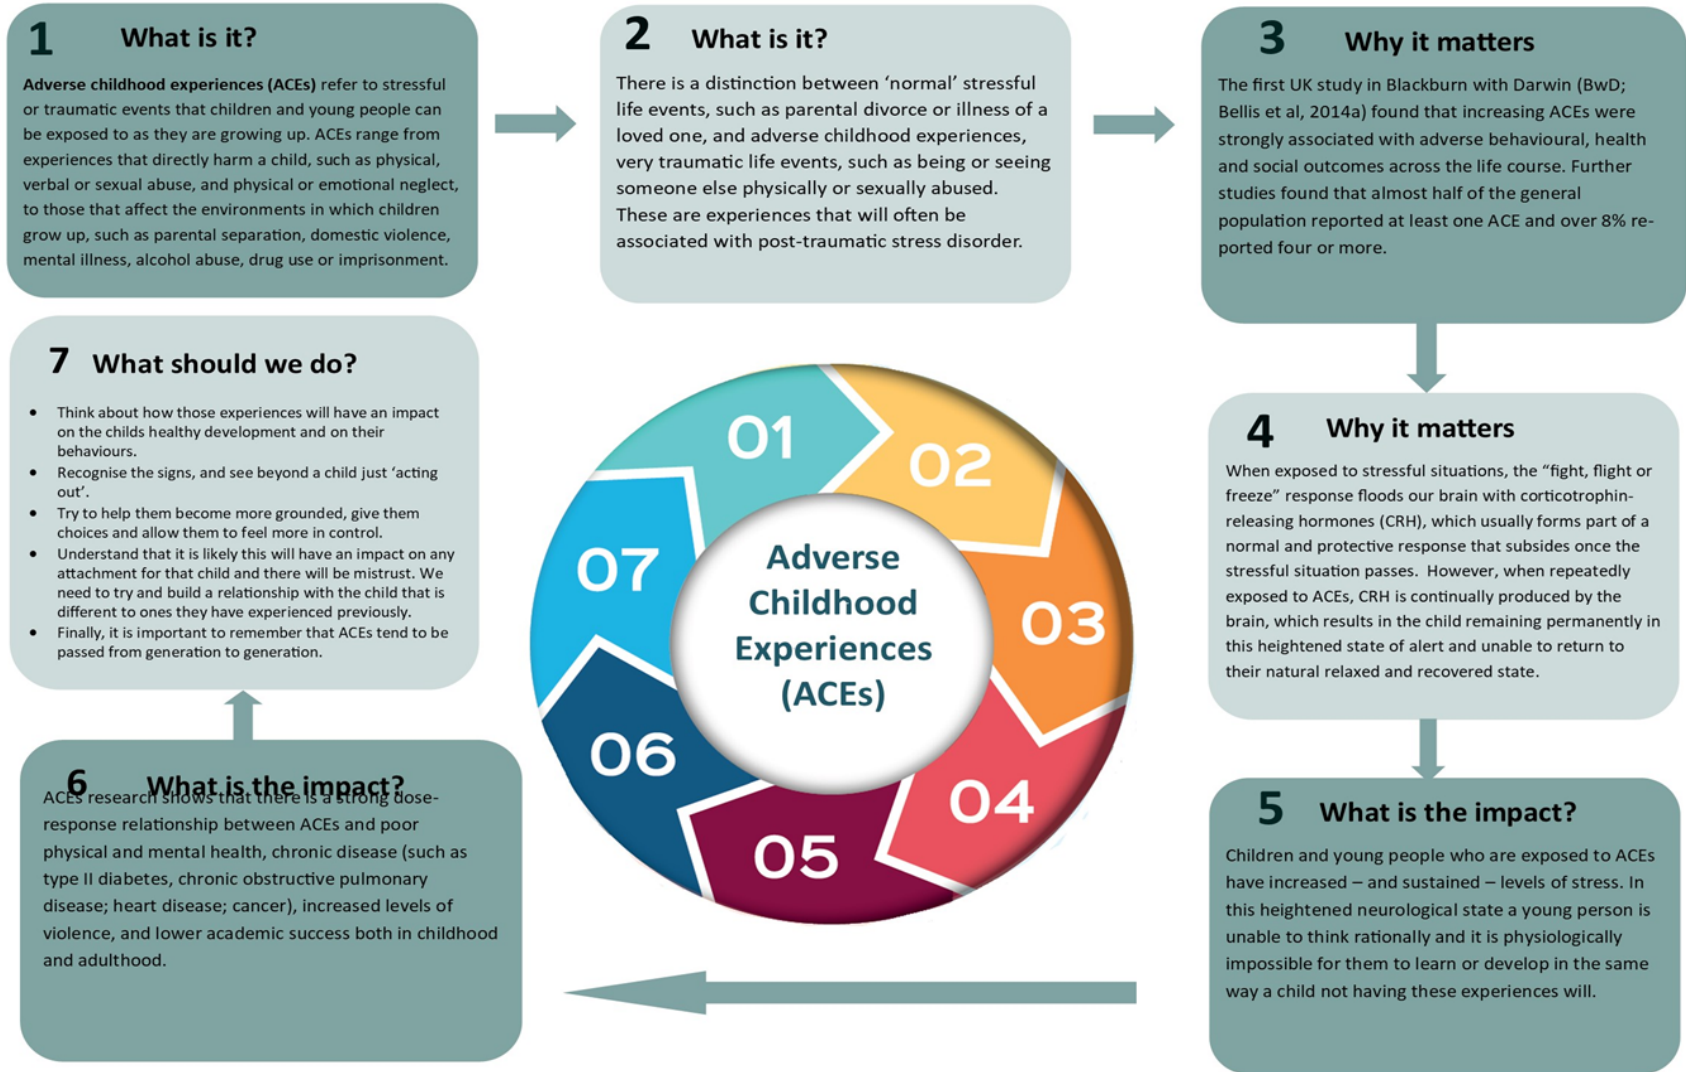 1 What is it?
Adverse childhood experiences (ACEs) refer to stressful
or traumatic events that children and young people can
be exposed to as they are growing up. ACEs range from
experiences that directly harm a child, such as physical,
verbal or sexual abuse, and physical or emotional neglect,
to those that affect the environments in which children
grow up, such as parental separation, domestic violence,
mental illness, alcohol abuse, drug use or imprisonment.
2 What is it?
There is a distinction between ‘normal’ stressful
life events, such as parental divorce or illness of a
loved one, and adverse childhood experiences,
very traumatic life events, such as being or seeing
someone else physically or sexually abused.
These are experiences that will often be
associated with post-traumatic stress disorder.
3 Why it matters
The first UK study in Blackburn with Darwin (BwD;
Bellis et al, 2014a) found that increasing ACEs were
strongly associated with adverse behavioural, health
and social outcomes across the life course. Further
studies found that almost half of the general
population reported at least one ACE and over 8% re-
ported four or more.
4 Why it matters
When exposed to stressful situations, the “fight, flight or
freeze” response floods our brain with corticotrophin-
releasing hormones (CRH), which usually forms part of a
normal and protective response that subsides once the
stressful situation passes.  However, when repeatedly
exposed to ACEs, CRH is continually produced by the
brain, which results in the child remaining permanently in
this heightened state of alert and unable to return to
their natural relaxed and recovered state.
5 What is the impact?
Children and young people who are exposed to ACEs
have increased – and sustained – levels of stress. In
this heightened neurological state a young person is
unable to think rationally and it is physiologically
impossible for them to learn or develop in the same
way a child not having these experiences will.
6 What is the impact?
ACEs research shows that there is a strong dose-
response relationship between ACEs and poor
physical and mental health, chronic disease (such as
type II diabetes, chronic obstructive pulmonary
disease; heart disease; cancer), increased levels of
violence, and lower academic success both in childhood
and adulthood.
7 What should we do?
• Think about how those experiences will have an impact
on the childs healthy development and on their
behaviours.
• Recognise the signs, and see beyond a child just ‘acting
out’.
• Try to help them become more grounded, give them
choices and allow them to feel more in control.
• Understand that it is likely this will have an impact on any
attachment for that child and there will be mistrust. We
need to try and build a relationship with the child that is
different to ones they have experienced previously.
• Finally, it is important to remember that ACEs tend to be
passed from generation to generation.
Adverse
Childhood
Experiences
(ACEs)
01
02
03
04
05
06
07